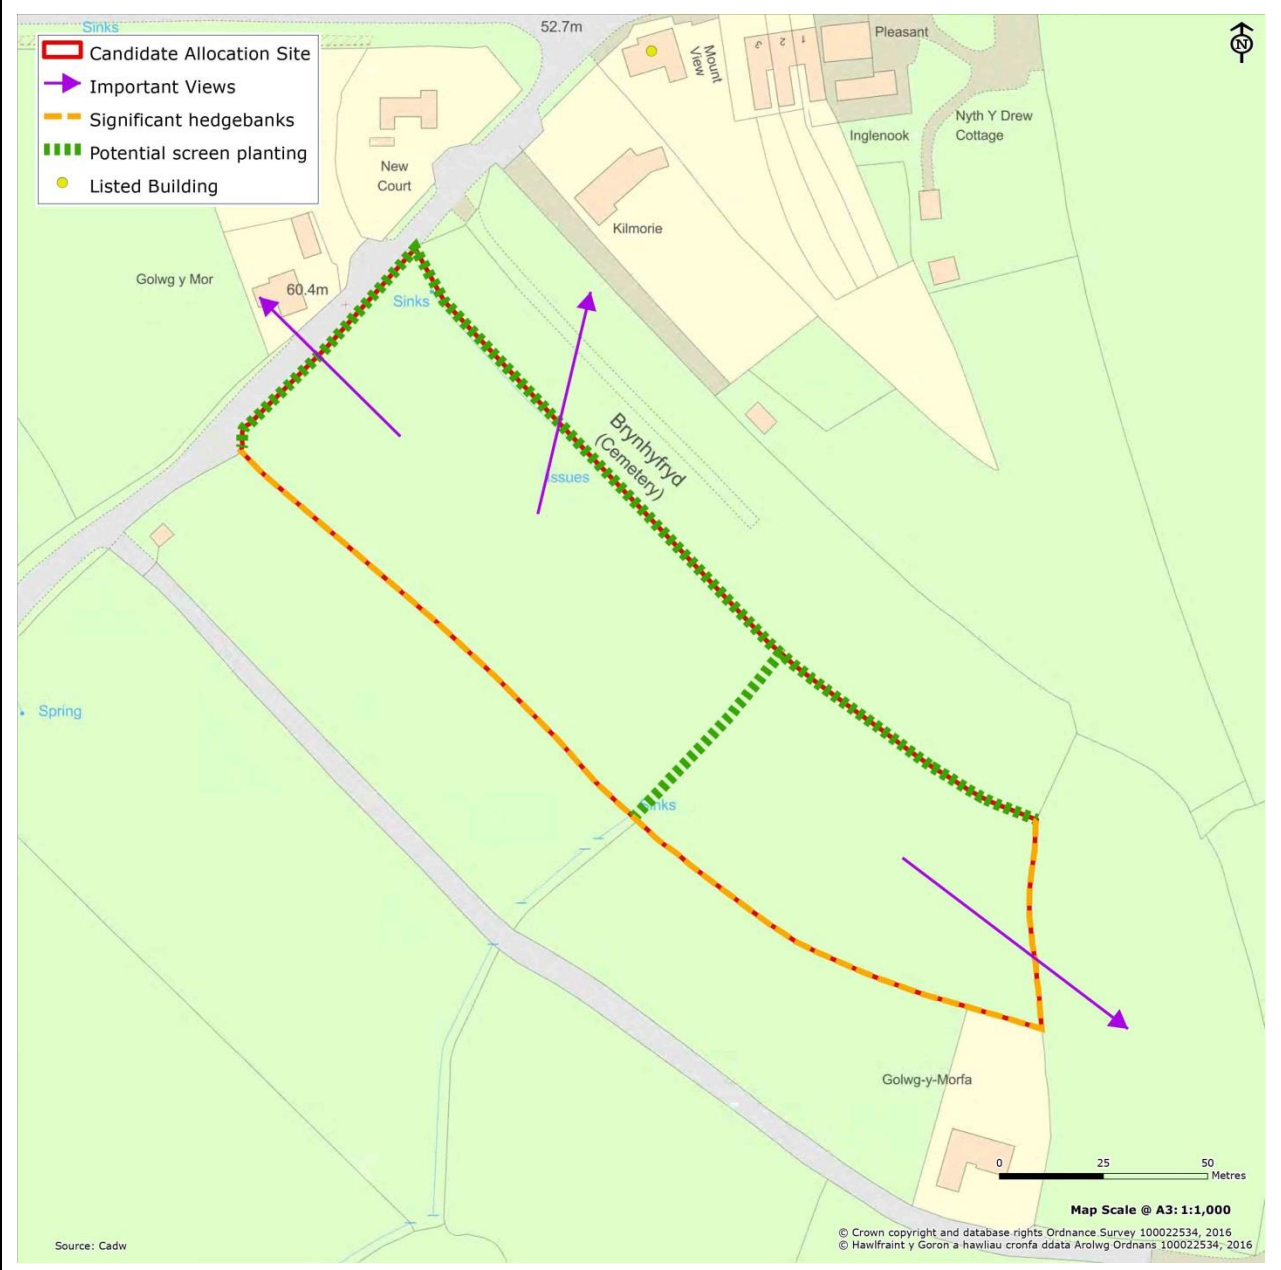 Sinks
Candidate Allocation Site
Important Views
Significant hedgebanks
Potential screen planting
Listed Building
52.7m
Mount
View
3
2
1
Pleasant
N
Nyth Y Drew
Cottage
Inglenook
New
Court
Kilmorie
Golwg y Mor
60.4m
Sinks
Brynhyfryd
(Cemetery)
Issues
Spring
Sinks
Golwg-y-Morfa
0 25 50
Metres
Map Scale @ A3: 1:1,000
© Crown copyright and database rights Ordnance Survey 100022534, 2016
© Hawlfraint y Goron a hawliau cronfa ddata Arolwg Ordnans 100022534, 2016
Source: Cadw